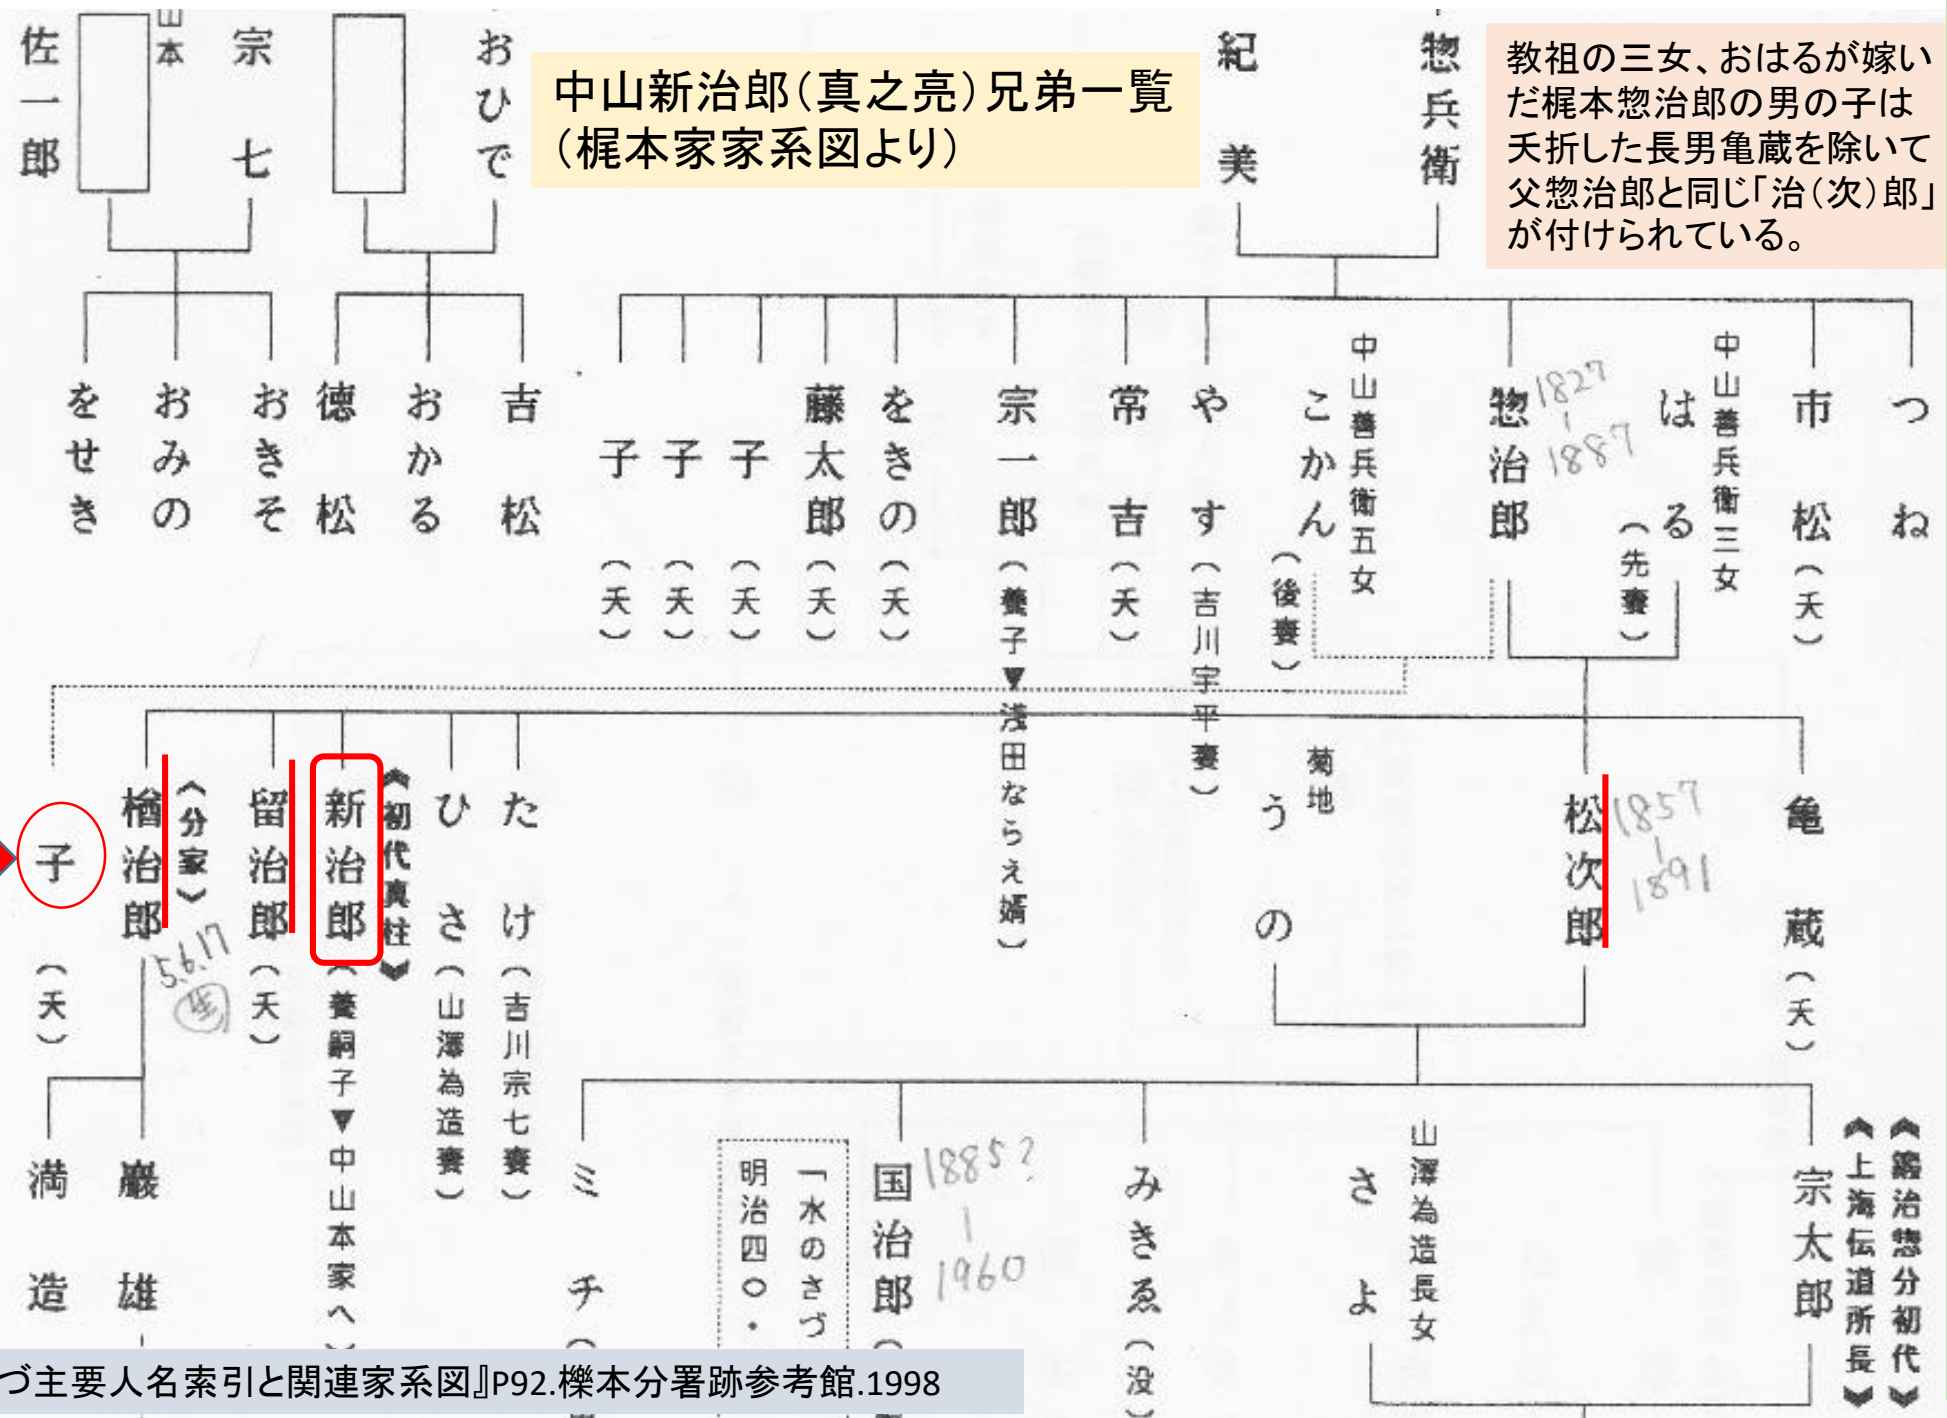 中山新治郎（真之亮）兄弟一覧
（梶本家家系図より）
教祖の三女、おはるが嫁い
だ梶本惣治郎の男の子は
夭折した長男亀蔵を除いて
父惣治郎と同じ「治（次）郎」
が付けられている。
惣兵衛
紀美
おひで
宗七
山本
佐一郎
つね
市松（夭）
中山善兵衛三女
はる（先妻）
惣治郎
1827
1887
中山善兵衛五女
こかん（後妻）
やす（吉川宇平妻）
常吉（夭）
宗一郎（養子▼浅田ならえ婿）
をきの（夭）
藤太郎（夭）
子（夭）
子（夭）
子（夭）
吉松
おかる
徳松
おきそ
おみの
をせき
亀蔵（夭）
松次郎
1857
1891
菊地
うの
たけ（吉川宗七妻）
ひさ（山澤為造妻）
《初代真柱》
新治郎（養嗣子▼中山本家へ）
留治郎（夭）
《分家》
楢治郎
5.6.17
生
子（夭）
《鍛治惣分初代》
《上海伝道所長》
宗太郎
山澤為造長女
さよ
みきゑ（没）
国治郎（
1885?
1960
「水のさづ
明治四〇・
ミチ（
巖雄
満造
づ主要人名索引と関連家系図』P92.櫟本分署跡参考館.1998